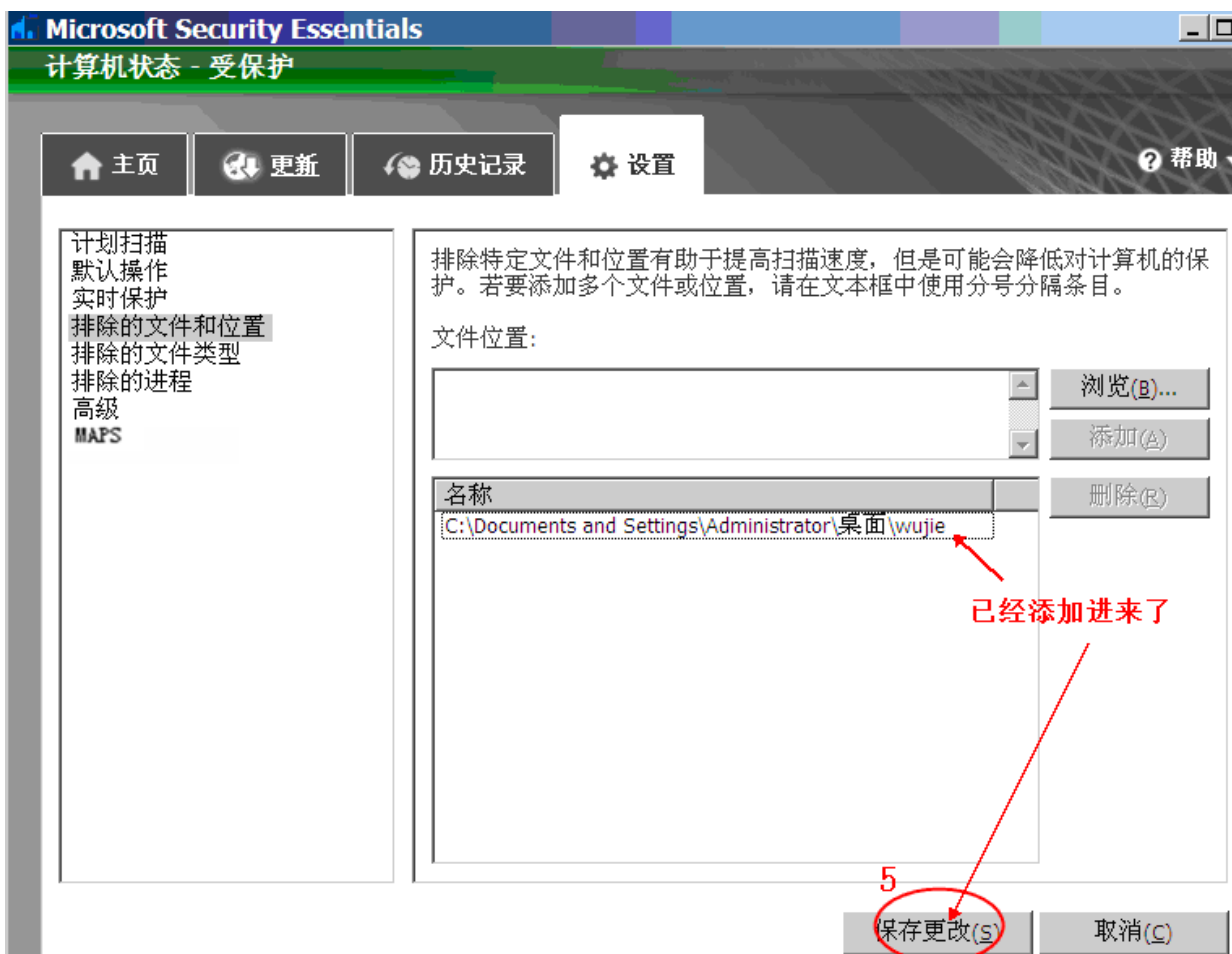 Microsoft Security Essentials
计算机状态 - 受保护
主页
更新
历史记录
设置
帮助
计划扫描
默认操作
实时保护
排除的文件和位置
排除的文件类型
排除的进程
高级
MAPS
排除特定文件和位置有助于提高扫描速度，但是可能会降低对计算机的保
护。若要添加多个文件或位置，请在文本框中使用分号分隔条目。
文件位置:
浏览(B)...
添加(A)
名称
删除(R)
C:\Documents and Settings\Administrator\桌面\wujie
已经添加进来了
5
保存更改(S)
取消(C)